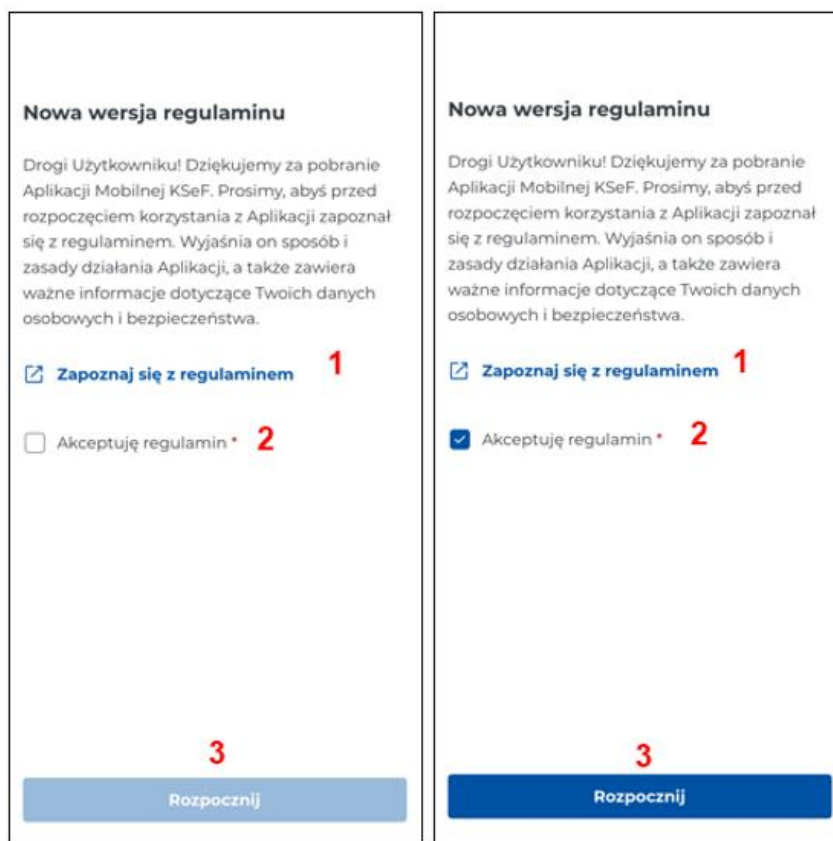 Nowa wersja regulaminu
Drogi Użytkowniku! Dziękujemy za pobranie
Aplikacji Mobilnej KSeF. Prosimy, abyś przed
rozpoczęciem korzystania z Aplikacji zapoznał
się z regulaminem. Wyjaśnia on sposób i
zasady działania Aplikacji, a także zawiera
ważne informacje dotyczące Twoich danych
osobowych i bezpieczeństwa.
Zapoznaj się z regulaminem 1
Akceptuję regulamin * 2
3
Rozpocznij
Nowa wersja regulaminu
Drogi Użytkowniku! Dziękujemy za pobranie
Aplikacji Mobilnej KSeF. Prosimy, abyś przed
rozpoczęciem korzystania z Aplikacji zapoznał
się z regulaminem. Wyjaśnia on sposób i
zasady działania Aplikacji, a także zawiera
ważne informacje dotyczące Twoich danych
osobowych i bezpieczeństwa.
Zapoznaj się z regulaminem 1
Akceptuję regulamin * 2
3
Rozpocznij